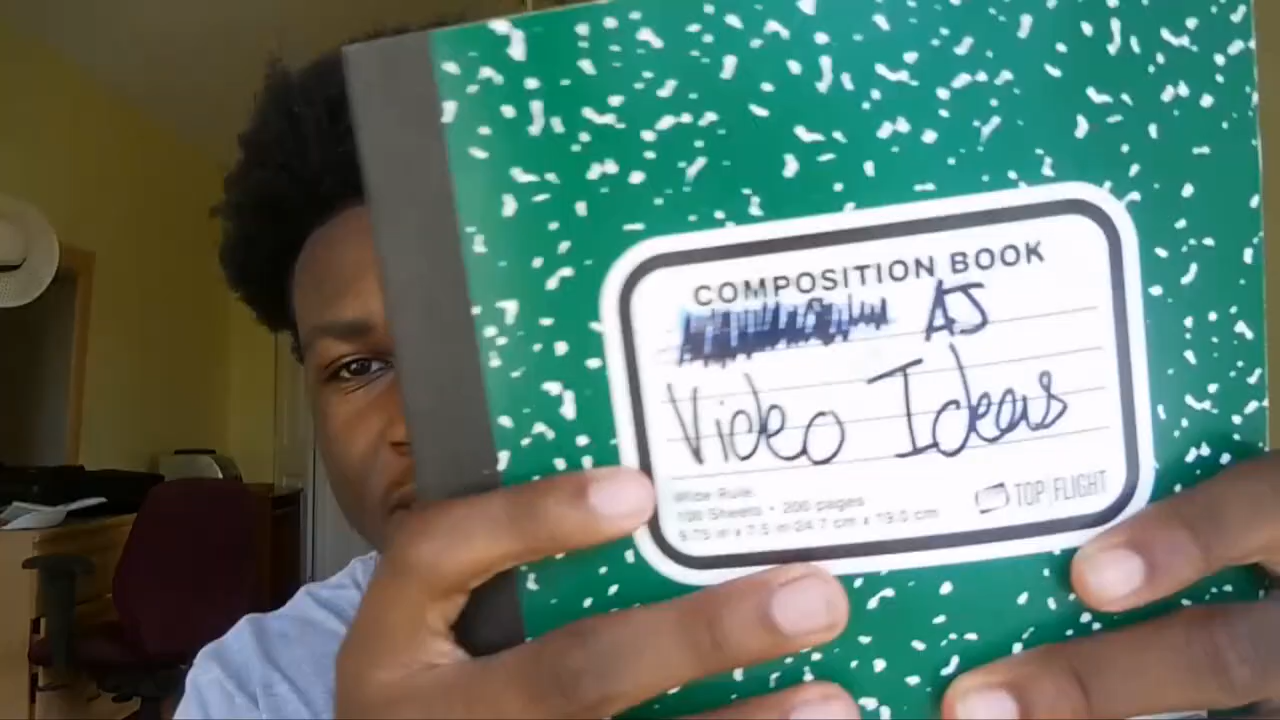 COMPOSITION BOOK
AJ
Video Ideas
Wide Rule
100 Sheets • 200 pages
9.75 in x 7.5 in 24.7 cm x 19.0 cm
TOP FLIGHT